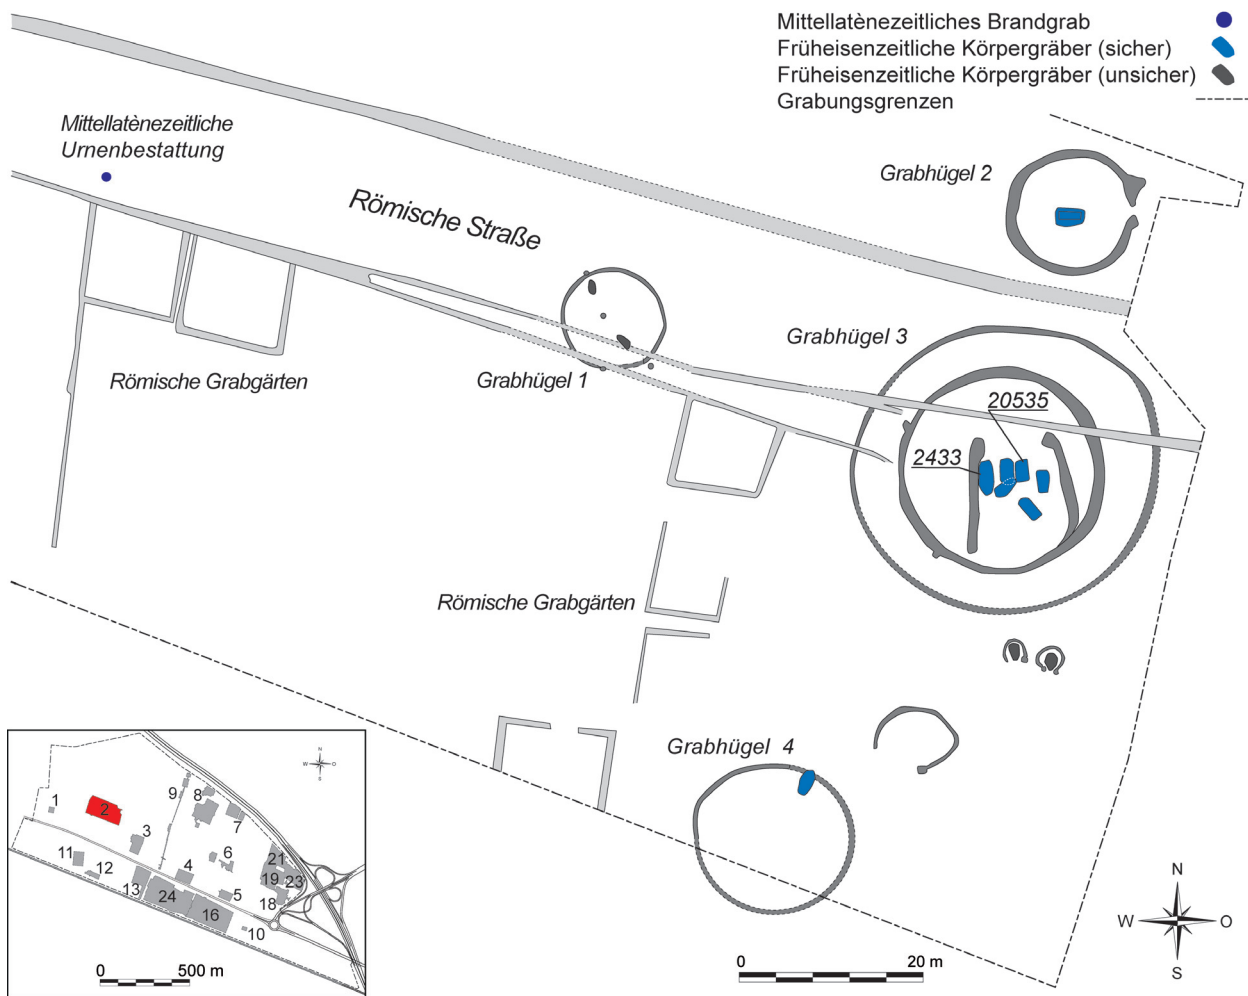 Mittellatènezeitliches Brandgrab
Früheisenzeitliche Körpergräber (sicher)
Früheisenzeitliche Körpergräber (unsicher)
Grabungsgrenzen
Mittellatènezeitliche
Urnenbestattung
Römische Straße
Grabhügel 2
Grabhügel 3
Grabhügel 1
Römische Grabgärten
20535
2433
Römische Grabgärten
Grabhügel 4
N
W
O
S
0
20 m
N
W
O
S
1
2
3
4
5
6
7
8
9
10
11
12
13
24
16
18
19
21
23
0
500 m